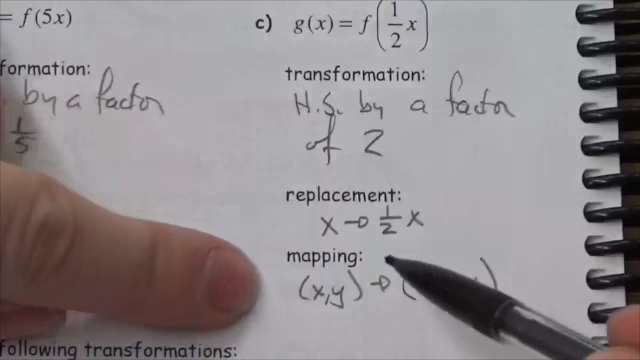 = f(5x)
c) g(x) = f(1/2 x)
formation:
transformation:
by a factor
H.S. by a factor
1/5
of 2
replacement:
x → 1/2 x
mapping:
(x,y) → (
following transformations: